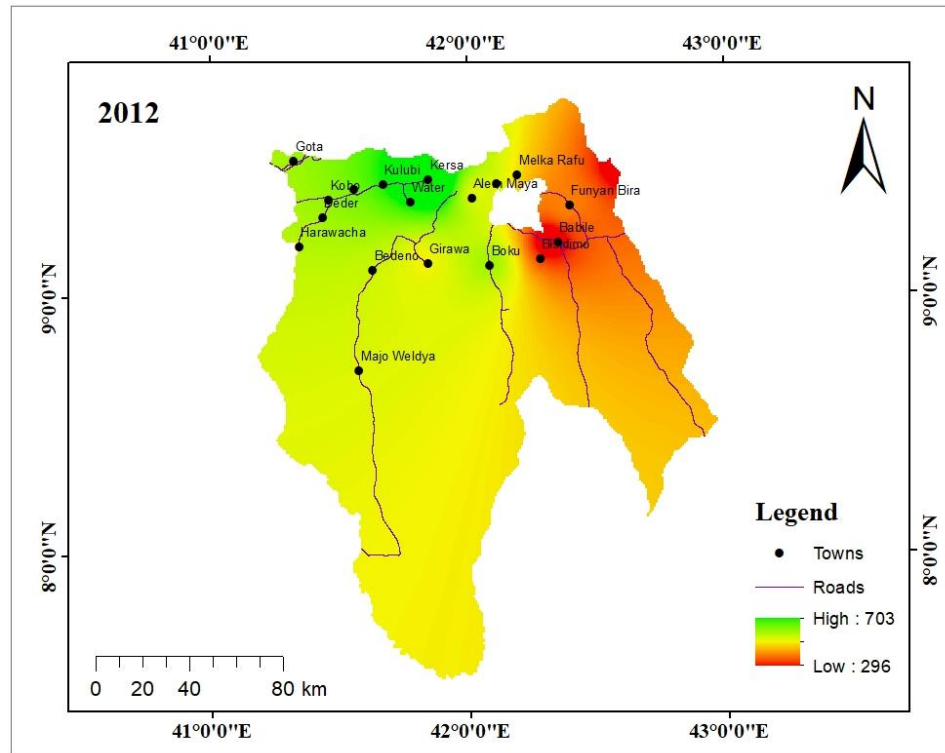 41°0'0"E 42°0'0"E 43°0'0"E
2012
N
Gota
Melka Rafu
Kersa
Kulubi
Kobo
Water
Alem Maya
Funyan Bira
Deder
Harawacha
Babile
Bisidimo
Girawa
Boku
Bedeno
9°0'0"N 9°0'0"N
Majo Weldya
Legend
Towns
Roads
High : 703
Low : 296
8°0'0"N 8°0'0"N
0 20 40 80 km
41°0'0"E 42°0'0"E 43°0'0"E